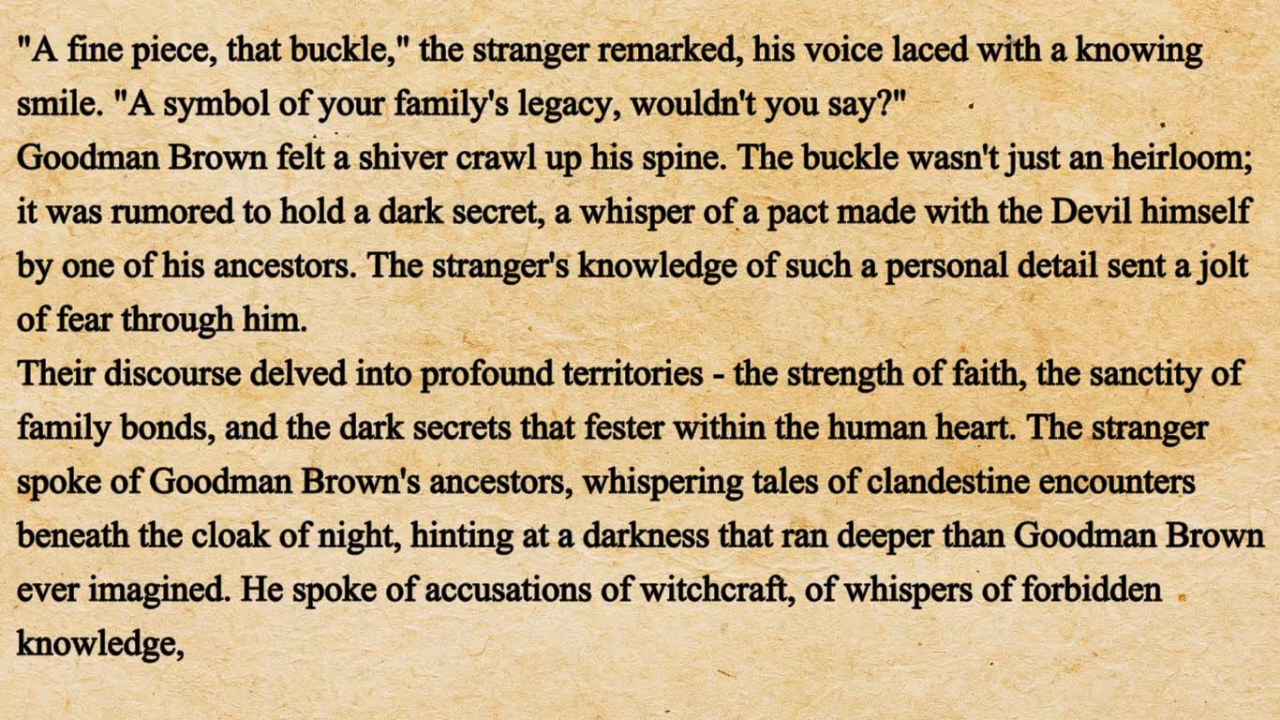 "A fine piece, that buckle," the stranger remarked, his voice laced with a knowing
smile. "A symbol of your family's legacy, wouldn't you say?"
Goodman Brown felt a shiver crawl up his spine. The buckle wasn't just an heirloom;
it was rumored to hold a dark secret, a whisper of a pact made with the Devil himself
by one of his ancestors. The stranger's knowledge of such a personal detail sent a jolt
of fear through him.
Their discourse delved into profound territories - the strength of faith, the sanctity of
family bonds, and the dark secrets that fester within the human heart. The stranger
spoke of Goodman Brown's ancestors, whispering tales of clandestine encounters
beneath the cloak of night, hinting at a darkness that ran deeper than Goodman Brown
ever imagined. He spoke of accusations of witchcraft, of whispers of forbidden
knowledge,